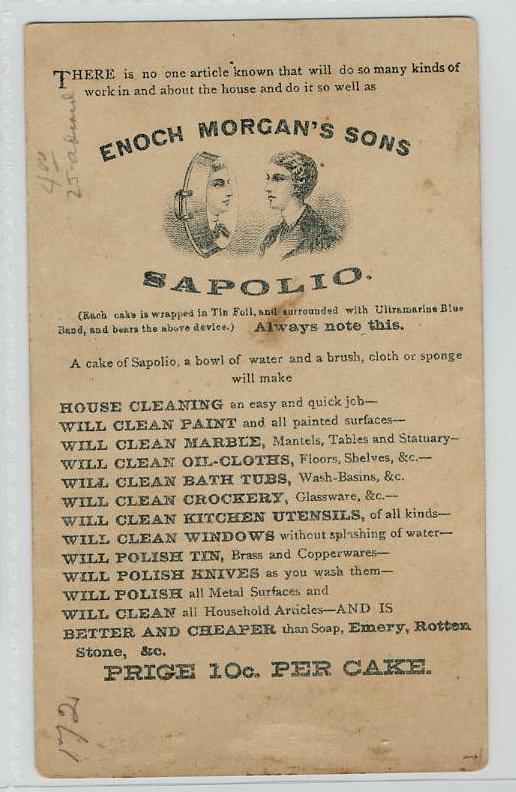 THERE is no one article known that will do so many kinds of
work in and about the house and do it so well as
ENOCH MORGAN'S SONS
SAPOLIO.
(Each cake is wrapped in Tin Foil, and surrounded with Ultramarine Blue
Band, and bears the above device.) Always note this.
A cake of Sapolio, a bowl of water and a brush, cloth or sponge
will make
HOUSE CLEANING an easy and quick job—
WILL CLEAN PAINT and all painted surfaces—
WILL CLEAN MARBLE, Mantels, Tables and Statuary—
WILL CLEAN OIL-CLOTHS, Floors, Shelves, &c.—
WILL CLEAN BATH TUBS, Wash-Basins, &c.
WILL CLEAN CROCKERY, Glassware, &c.—
WILL CLEAN KITCHEN UTENSILS, of all kinds—
WILL CLEAN WINDOWS without splashing of water—
WILL POLISH TIN, Brass and Copperwares—
WILL POLISH KNIVES as you wash them—
WILL POLISH all Metal Surfaces and
WILL CLEAN all Household Articles—AND IS
BETTER AND CHEAPER than Soap, Emery, Rotten
Stone, &c.
PRICE 10c. PER CAKE.
172